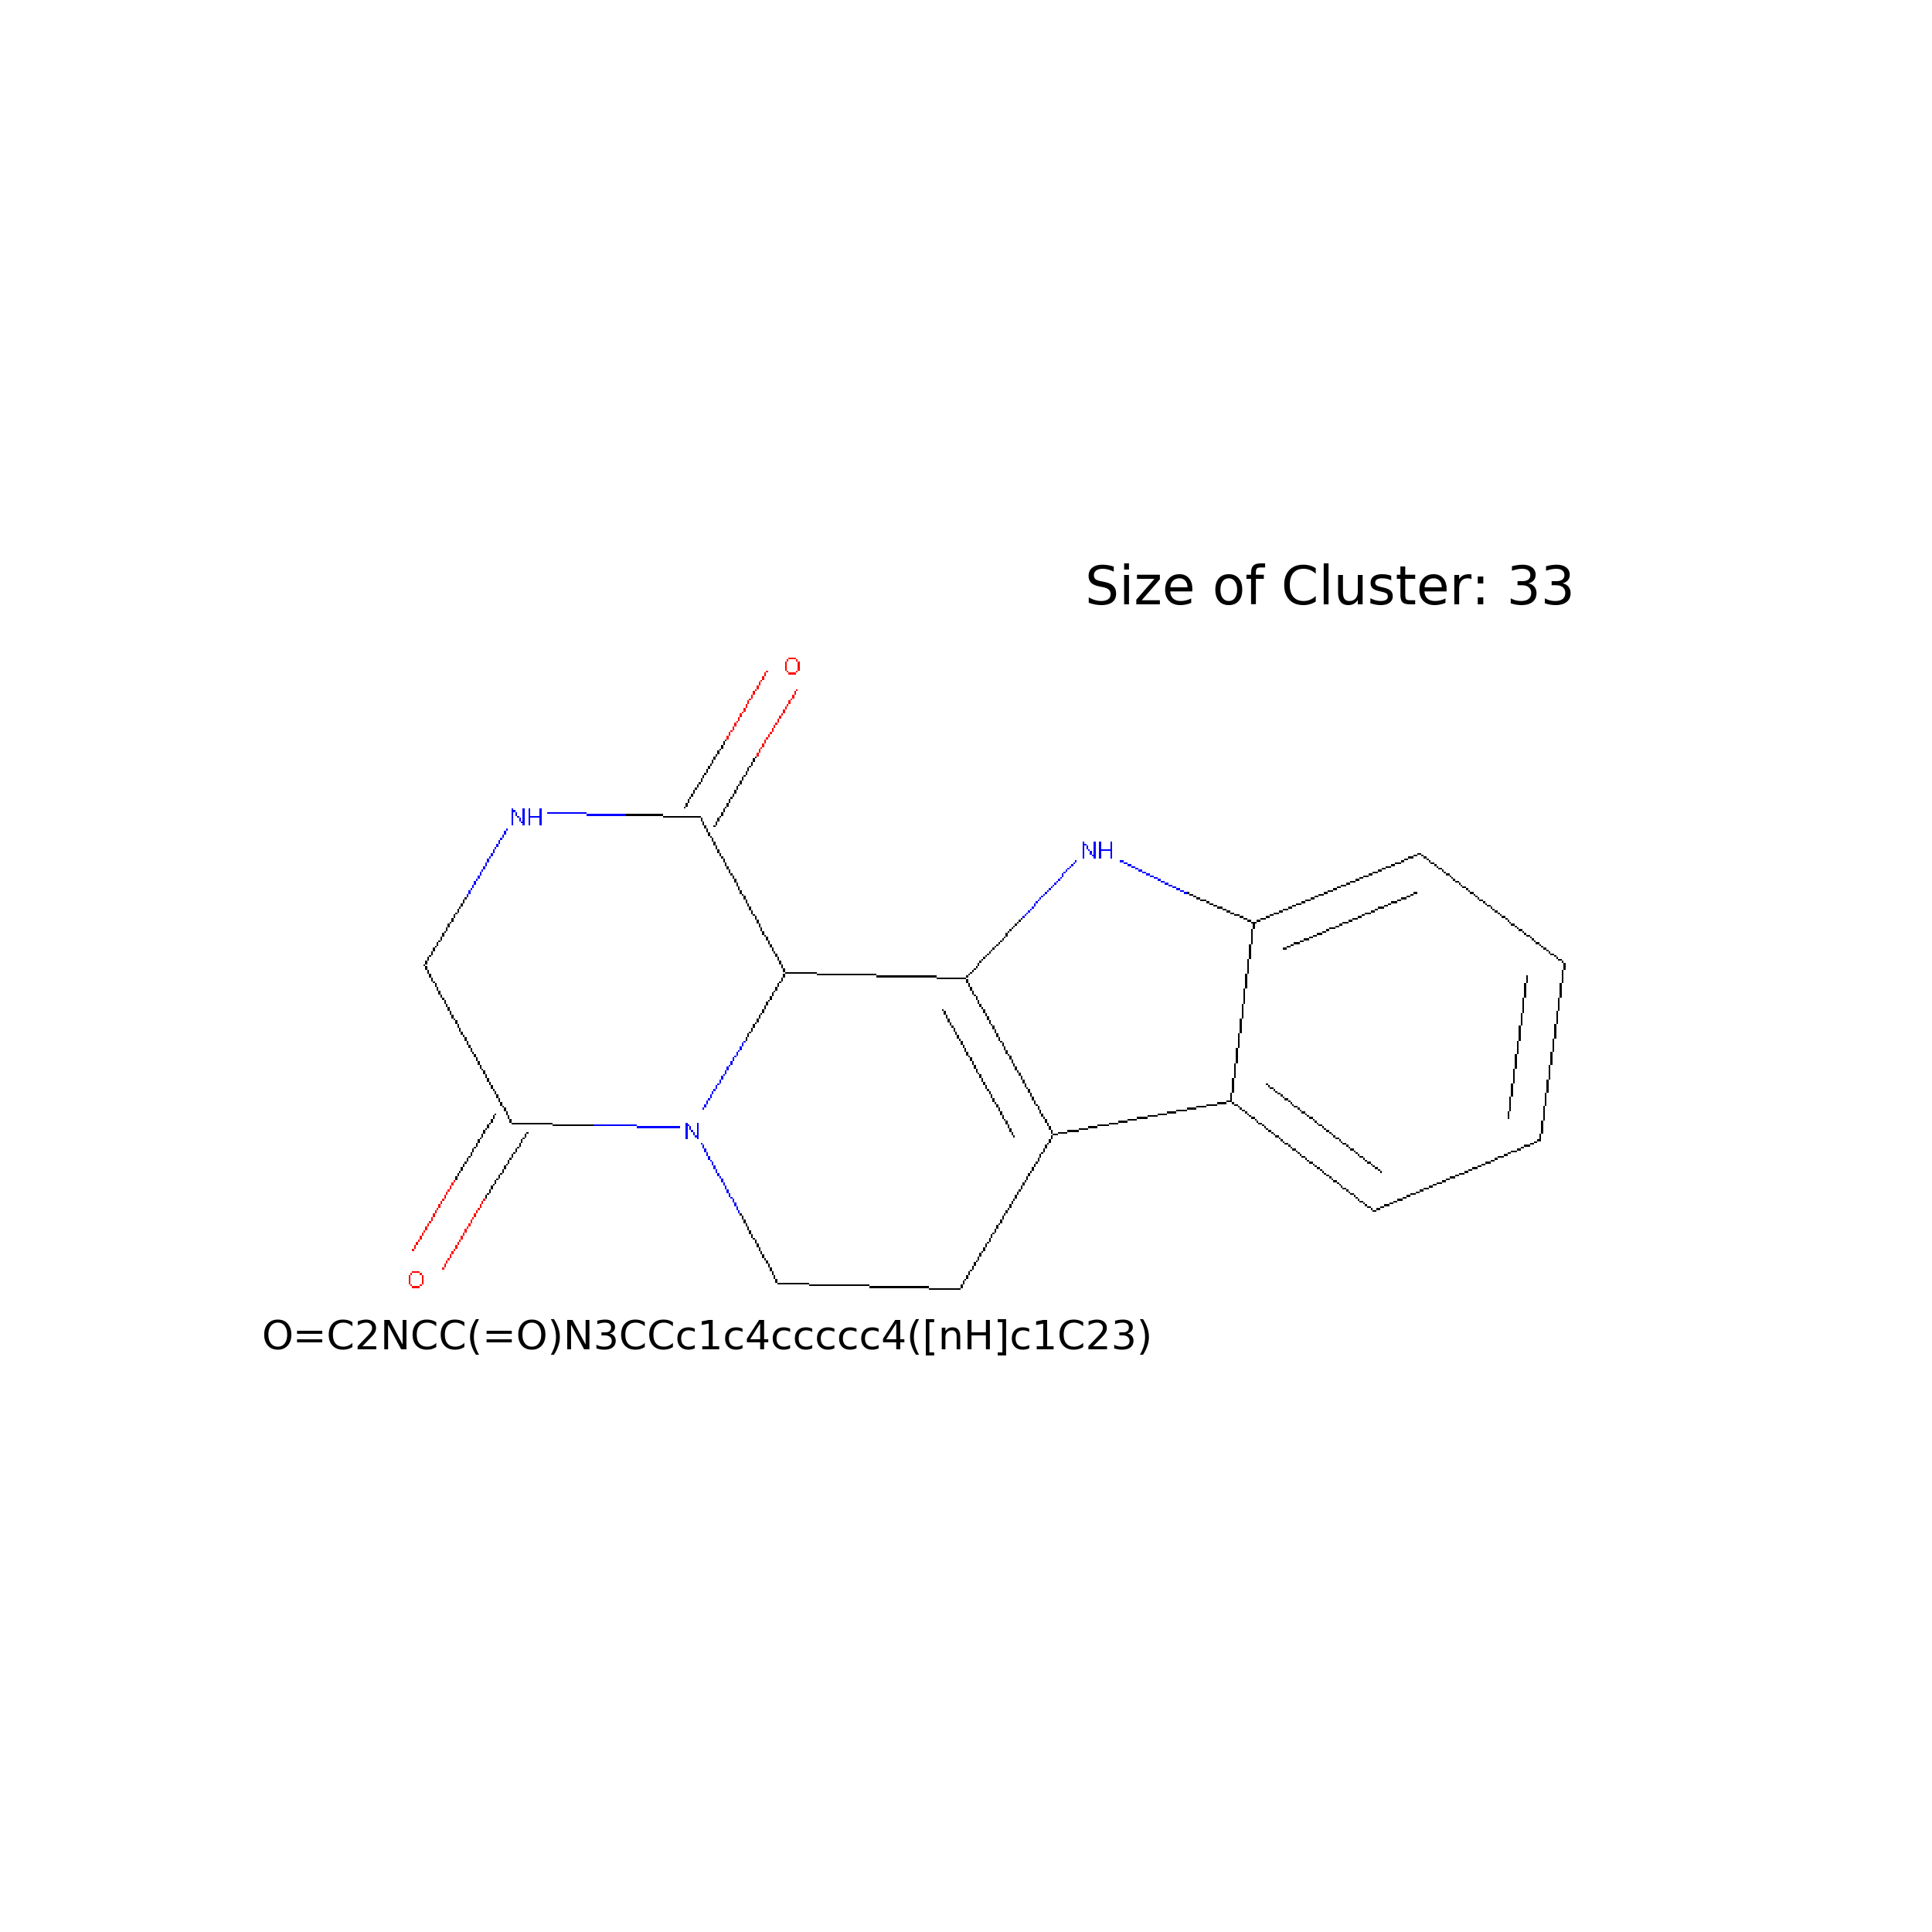 Size of Cluster: 33
O
NH
NH
N
O
O=C2NCC(=O)N3CCc1c4ccccc4([nH]c1C23)